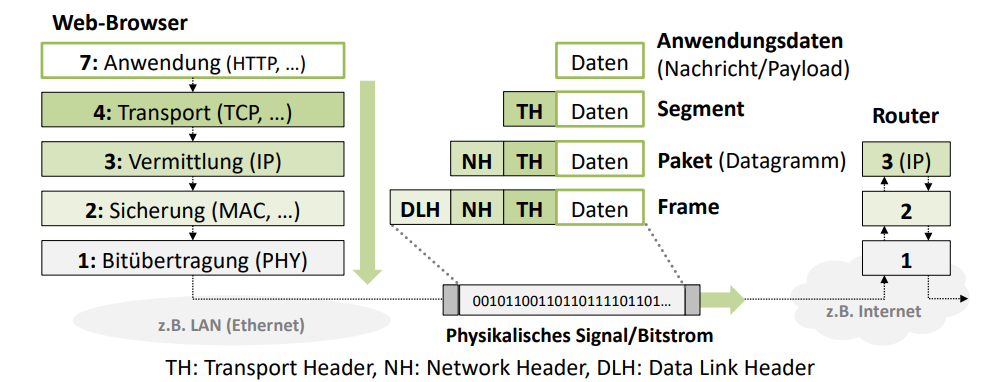 Web-Browser
7: Anwendung (HTTP, …)
4: Transport (TCP, …)
3: Vermittlung (IP)
2: Sicherung (MAC, …)
1: Bitübertragung (PHY)
z.B. LAN (Ethernet)
Daten
Anwendungsdaten
(Nachricht/Payload)
TH Daten
Segment
NH TH Daten
Paket (Datagramm)
DLH NH TH Daten
Frame
00101100110110111101101...
Physikalisches Signal/Bitstrom
Router
3 (IP)
2
1
z.B. Internet
TH: Transport Header, NH: Network Header, DLH: Data Link Header